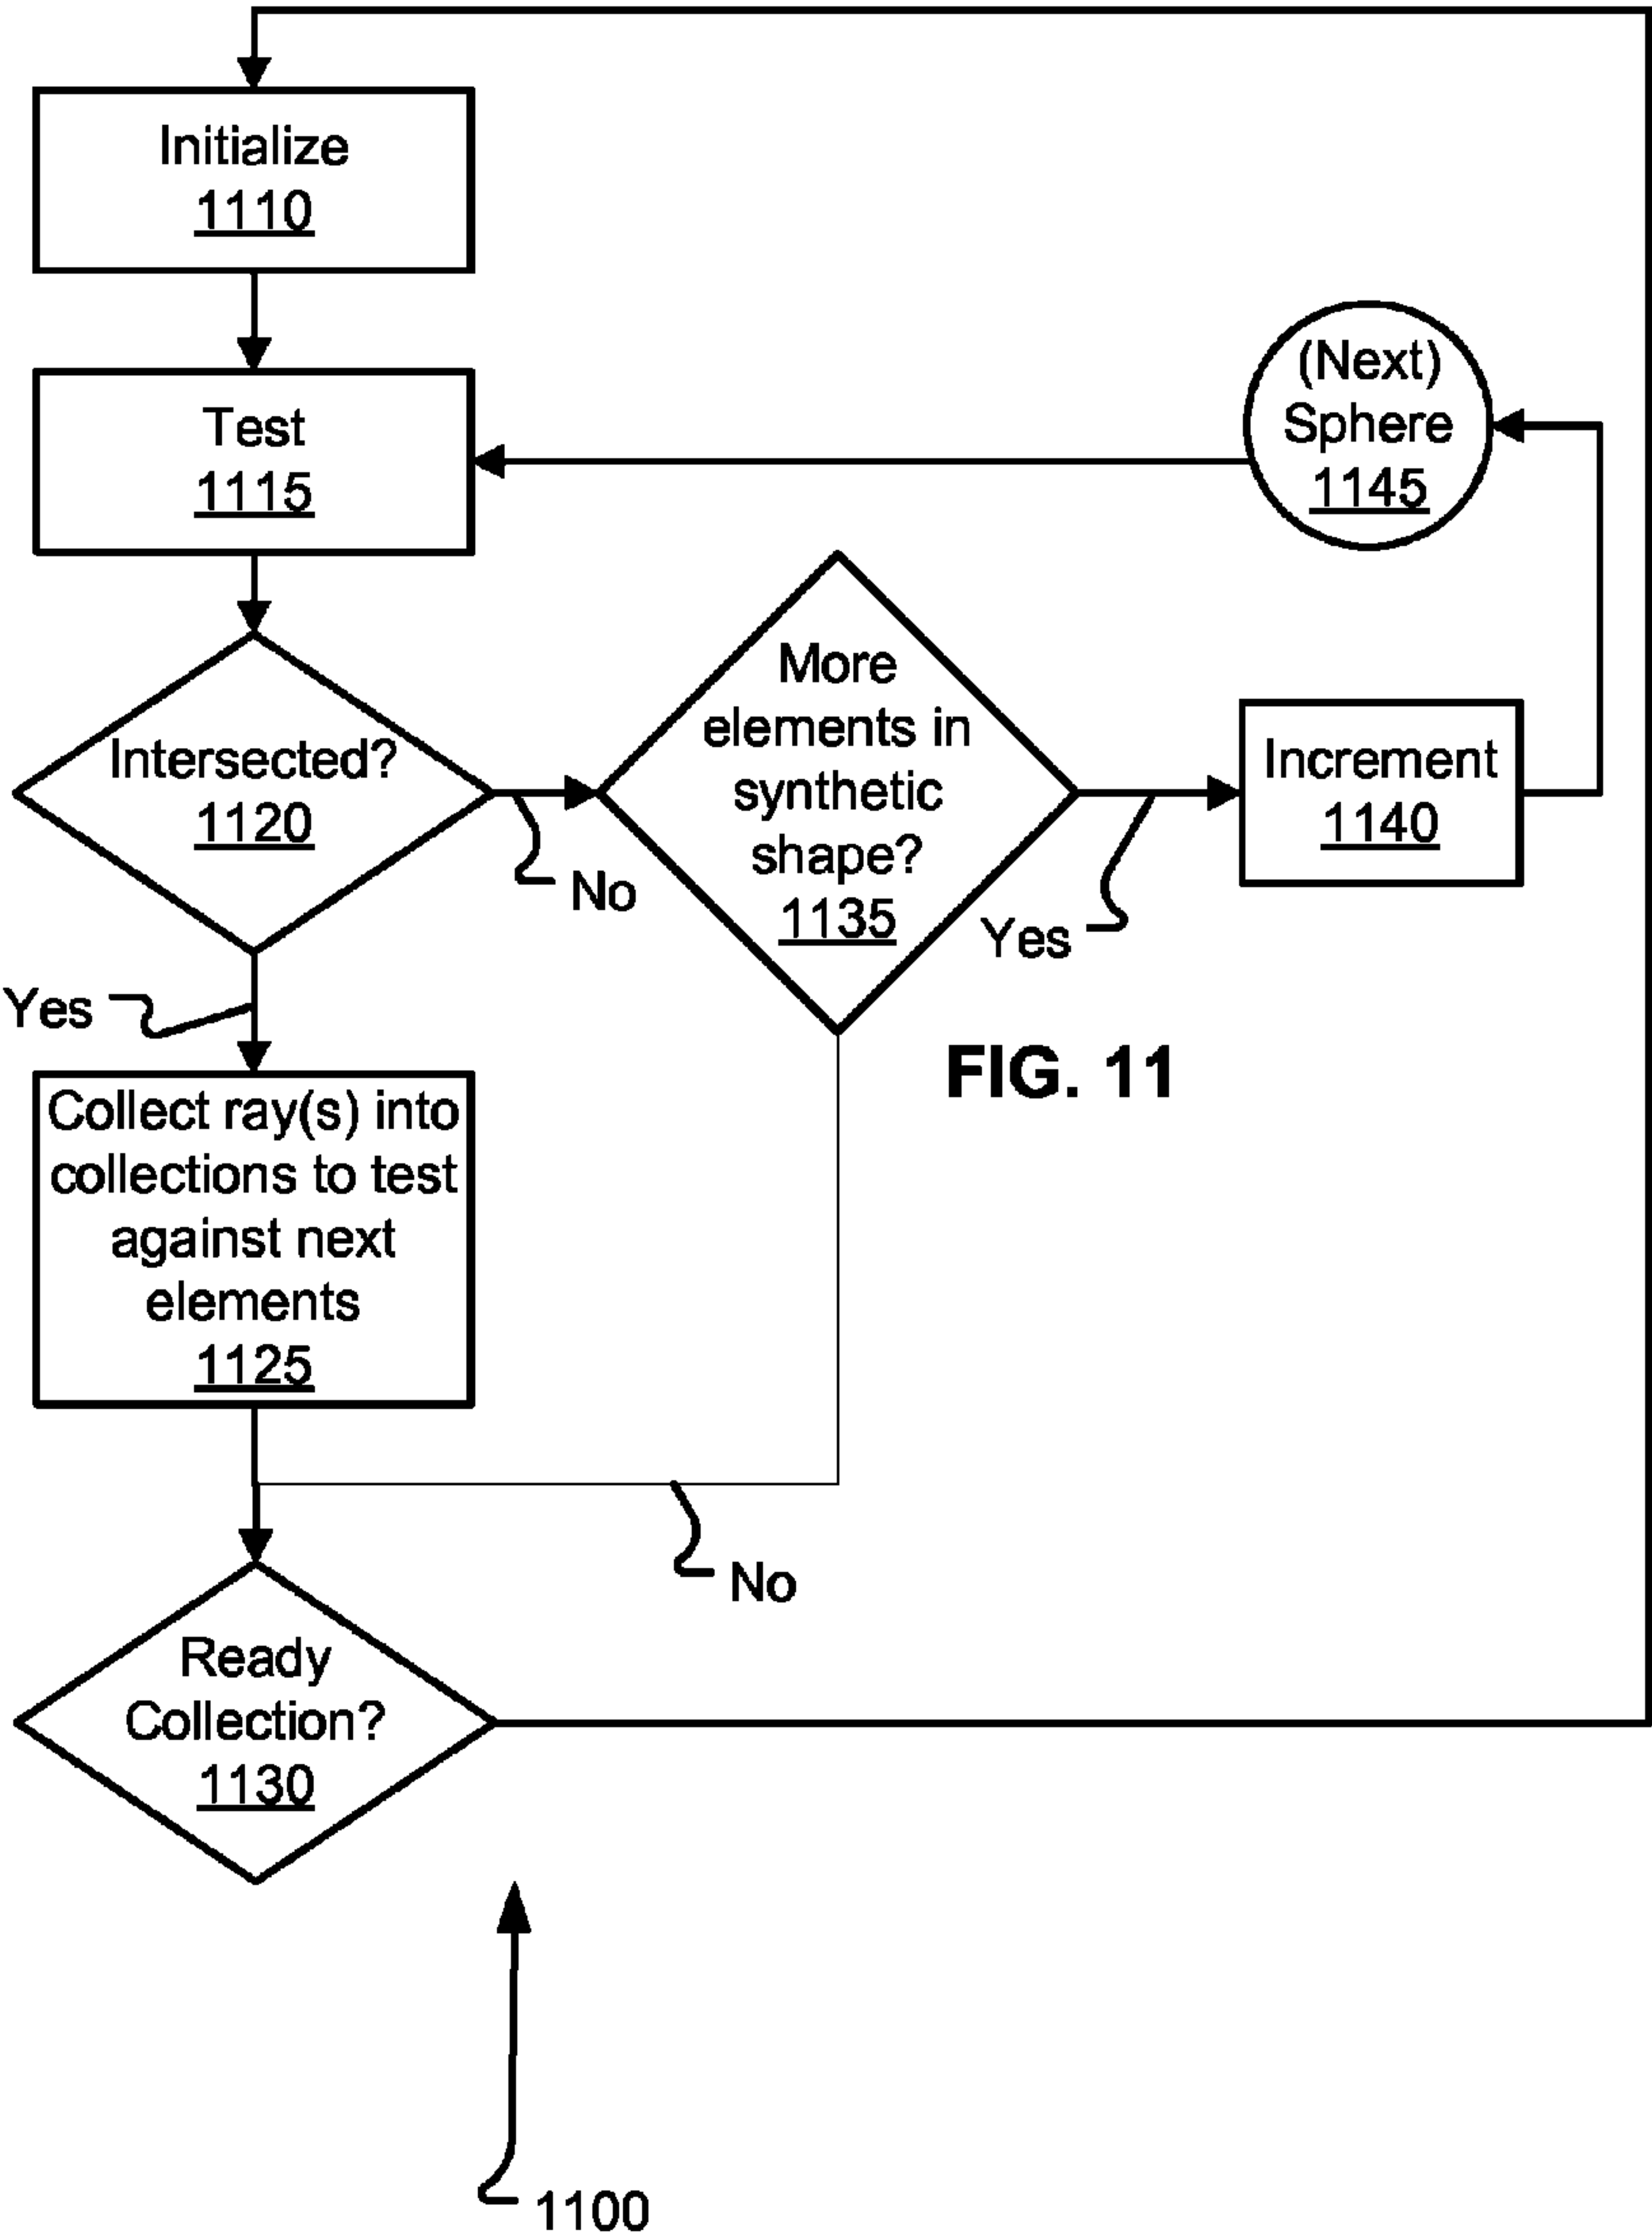 Initialize
1110
Test
1115
(Next)
Sphere
1145
Intersected?
1120
No
More
elements in
synthetic
shape?
1135
Yes
Increment
1140
Yes
Collect ray(s) into
collections to test
against next
elements
1125
FIG. 11
No
Ready
Collection?
1130
1100